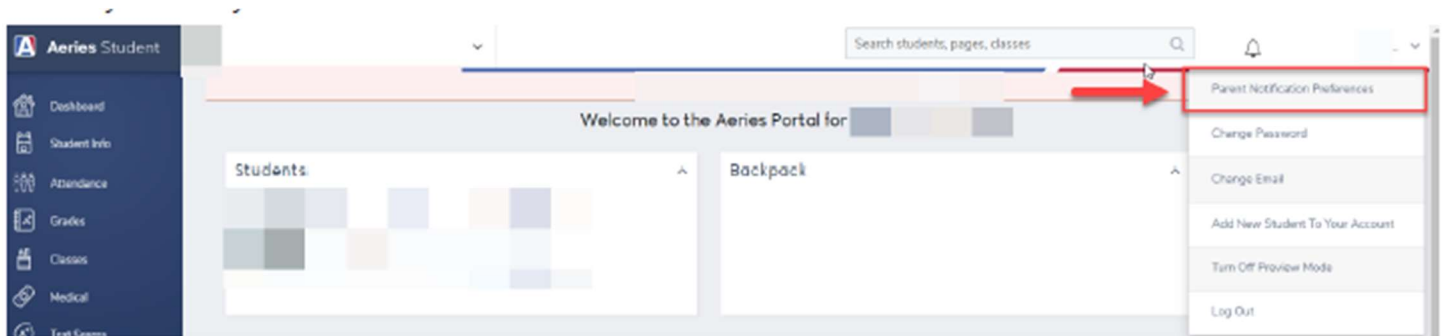 Aeries Student
Search students, pages, classes
Dashboard
Student Info
Attendance
Grades
Classes
Medical
Test Scores
Welcome to the Aeries Portal for
Students
Backpack
Parent Notification Preferences
Change Password
Change Email
Add New Student To Your Account
Turn Off Preview Mode
Log Out